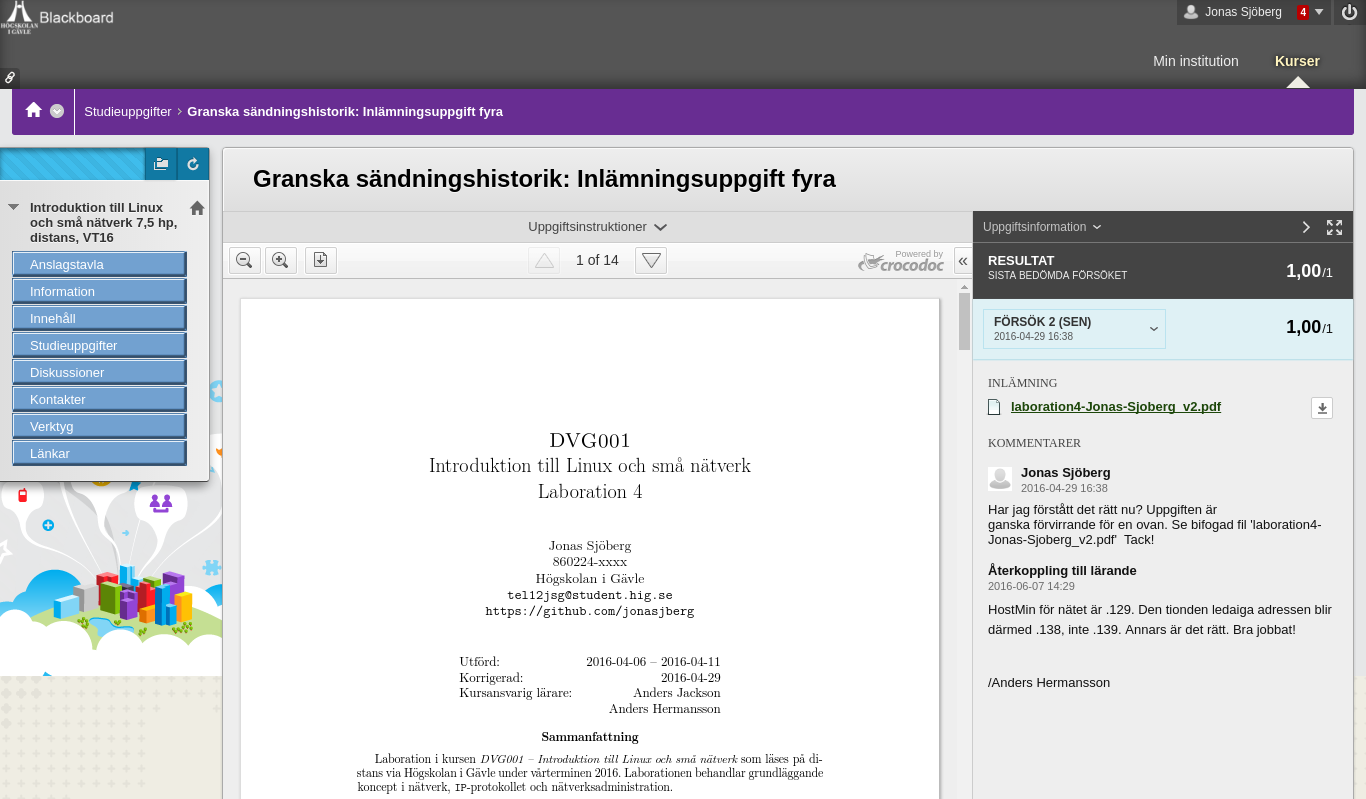 HÖGSKOLAN
I GÄVLE
Blackboard
Jonas Sjöberg
4
Min institution
Kurser
Studieuppgifter
Granska sändningshistorik: Inlämningsuppgift fyra
Introduktion till Linux
och små nätverk 7,5 hp,
distans, VT16
Anslagstavla
Information
Innehåll
Studieuppgifter
Diskussioner
Kontakter
Verktyg
Länkar
Granska sändningshistorik: Inlämningsuppgift fyra
Uppgiftsinstruktioner
1 of 14
Powered by
crocodoc
«
DVG001
Introduktion till Linux och små nätverk
Laboration 4
Jonas Sjöberg
860224-xxxx
Högskolan i Gävle
tel12jsg@student.hig.se
https://github.com/jonasjberg
Utförd: 2016-04-06 – 2016-04-11
Korrigerad: 2016-04-29
Kursansvarig lärare: Anders Jackson
Anders Hermansson
Sammanfattning
Laboration i kursen DVG001 – Introduktion till Linux och små nätverk som läses på di-
stans via Högskolan i Gävle under vårterminen 2016. Laborationen behandlar grundläggande
koncept i nätverk, IP-protokollet och nätverksadministration.
Uppgiftsinformation
RESULTAT
SISTA BEDÖMDA FÖRSÖKET
1,00/1
FÖRSÖK 2 (SEN)
2016-04-29 16:38
1,00/1
INLÄMNING
laboration4-Jonas-Sjoberg_v2.pdf
KOMMENTARER
Jonas Sjöberg
2016-04-29 16:38
Har jag förstått det rätt nu? Uppgiften är
ganska förvirrande för en ovan. Se bifogad fil 'laboration4-
Jonas-Sjoberg_v2.pdf'  Tack!
Återkoppling till lärande
2016-06-07 14:29
HostMin för nätet är .129. Den tionden ledaiga adressen blir
därmed .138, inte .139. Annars är det rätt. Bra jobbat!
/Anders Hermansson